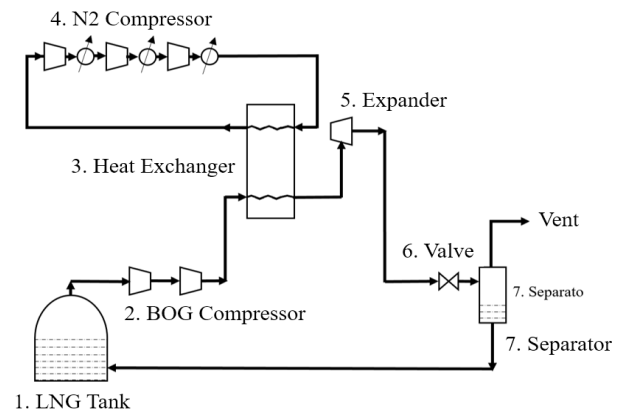 4. N2 Compressor
5. Expander
3. Heat Exchanger
Vent
6. Valve
7. Separato
2. BOG Compressor
7. Separator
1. LNG Tank